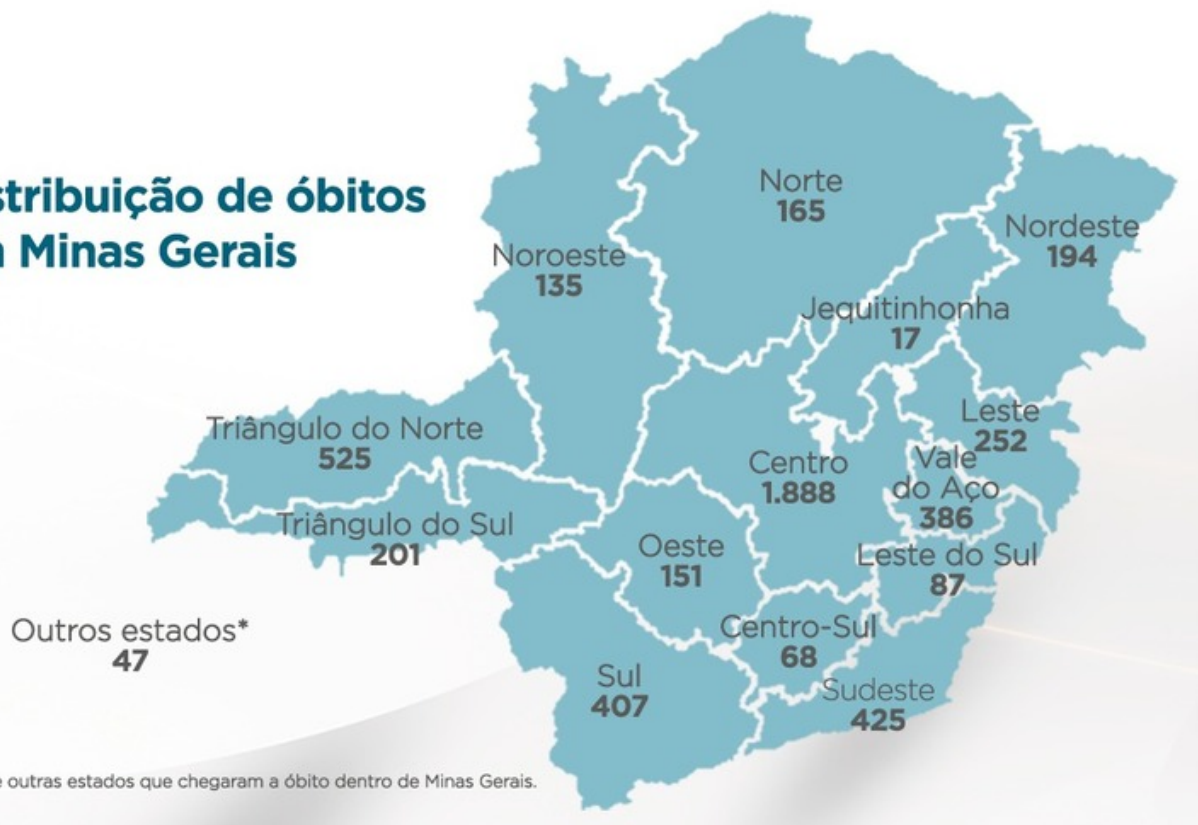 stribuição de óbitos
Minas Gerais
Norte
165
Nordeste
194
Noroeste
135
Jequitinhonha
17
Triângulo do Norte
525
Leste
252
Centro
1.888
Vale
do Aço
386
Triângulo do Sul
201
Oeste
151
Leste do Sul
87
Outros estados*
47
Centro-Sul
68
Sul
407
Sudeste
425
outras estados que chegaram a óbito dentro de Minas Gerais.